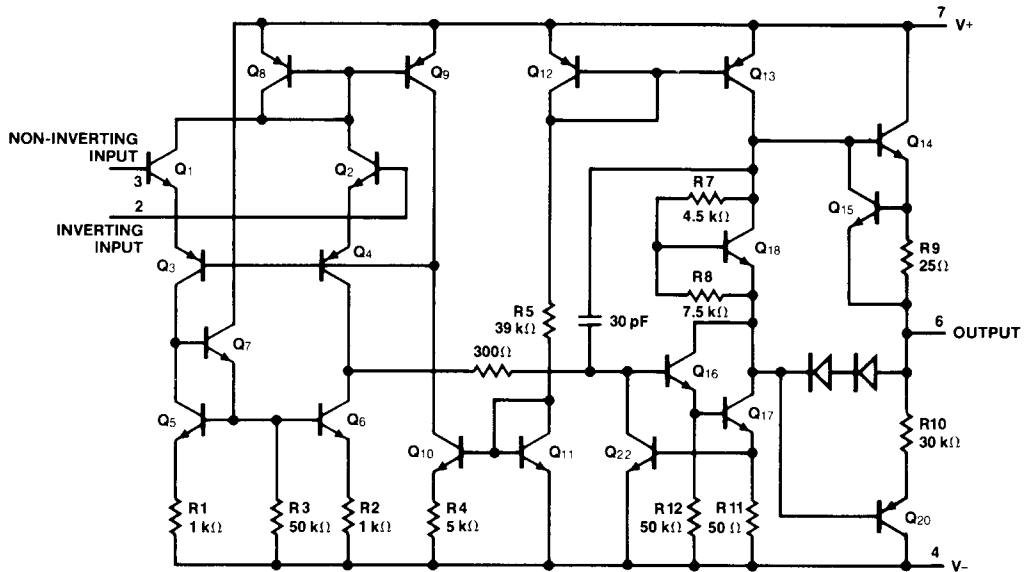 7 V+
Q8
Q9
Q12
Q13
NON-INVERTING
INPUT
3
Q1
Q2
Q14
2
INVERTING
INPUT
R7
4.5 kΩ
Q15
Q3
Q4
Q18
R9
25Ω
R8
7.5 kΩ
R5
39 kΩ
30 pF
6 OUTPUT
Q7
300Ω
Q16
Q5
Q6
Q17
R10
30 kΩ
Q10
Q11
Q22
R1
1 kΩ
R3
50 kΩ
R2
1 kΩ
R4
5 kΩ
R12
50 kΩ
R11
50 Ω
Q20
4 V–